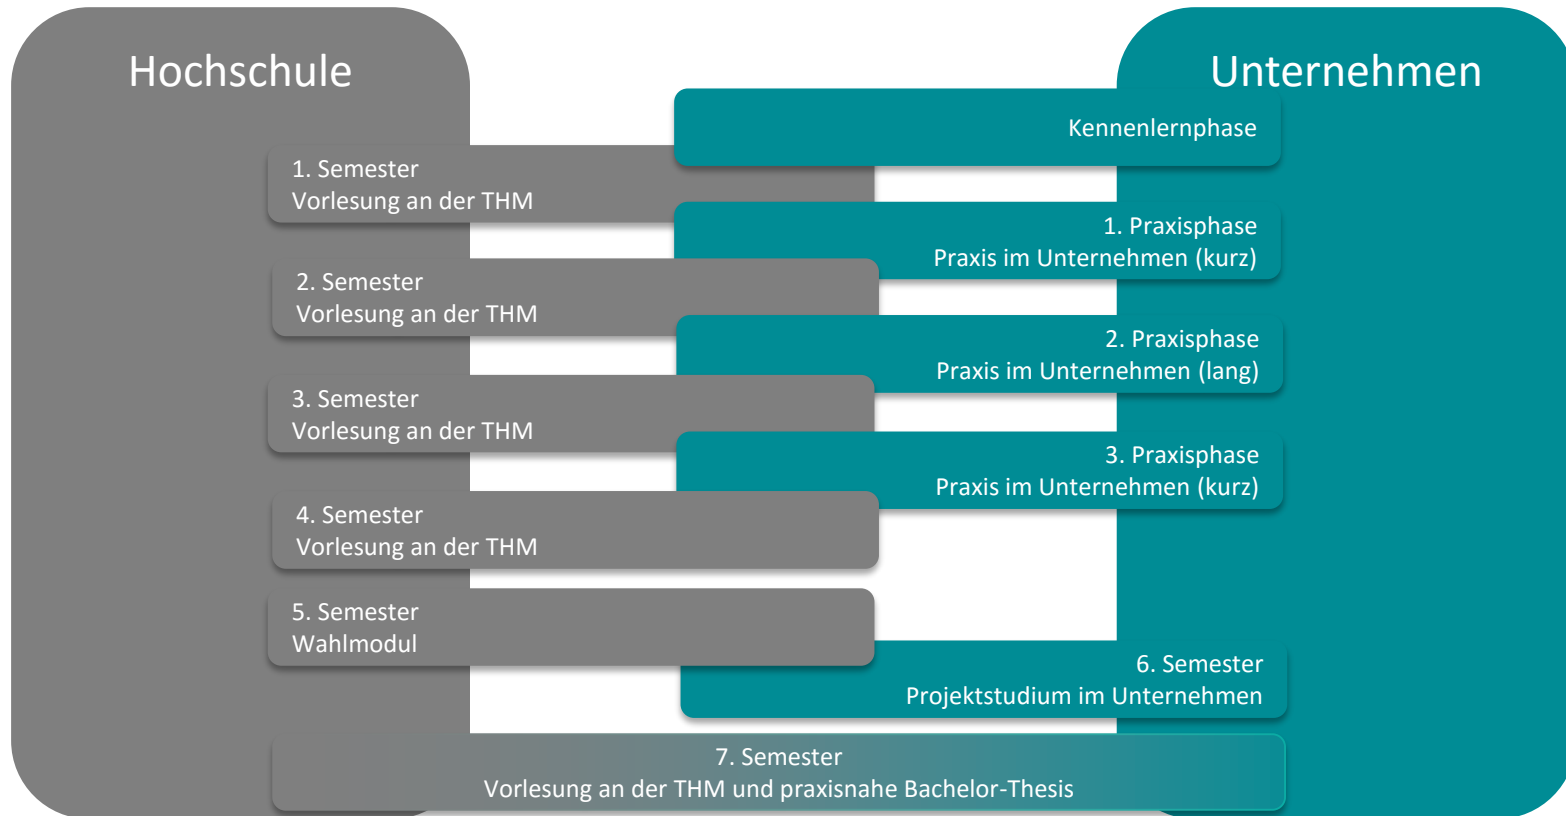 Hochschule
Unternehmen
Kennenlernphase
1. Semester
Vorlesung an der THM
1. Praxisphase
Praxis im Unternehmen (kurz)
2. Semester
Vorlesung an der THM
2. Praxisphase
Praxis im Unternehmen (lang)
3. Semester
Vorlesung an der THM
3. Praxisphase
Praxis im Unternehmen (kurz)
4. Semester
Vorlesung an der THM
5. Semester
Wahlmodul
6. Semester
Projektstudium im Unternehmen
7. Semester
Vorlesung an der THM und praxisnahe Bachelor-Thesis